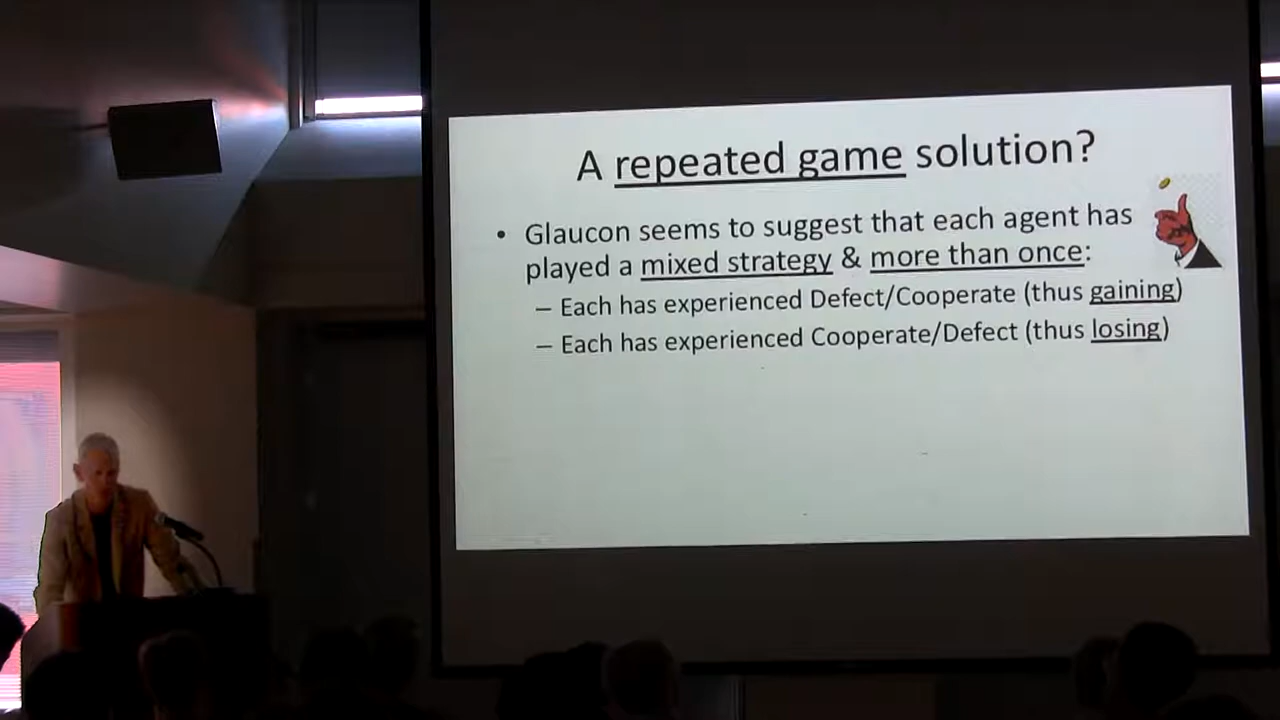 A repeated game solution?
• Glaucon seems to suggest that each agent has
played a mixed strategy & more than once:
– Each has experienced Defect/Cooperate (thus gaining)
– Each has experienced Cooperate/Defect (thus losing)